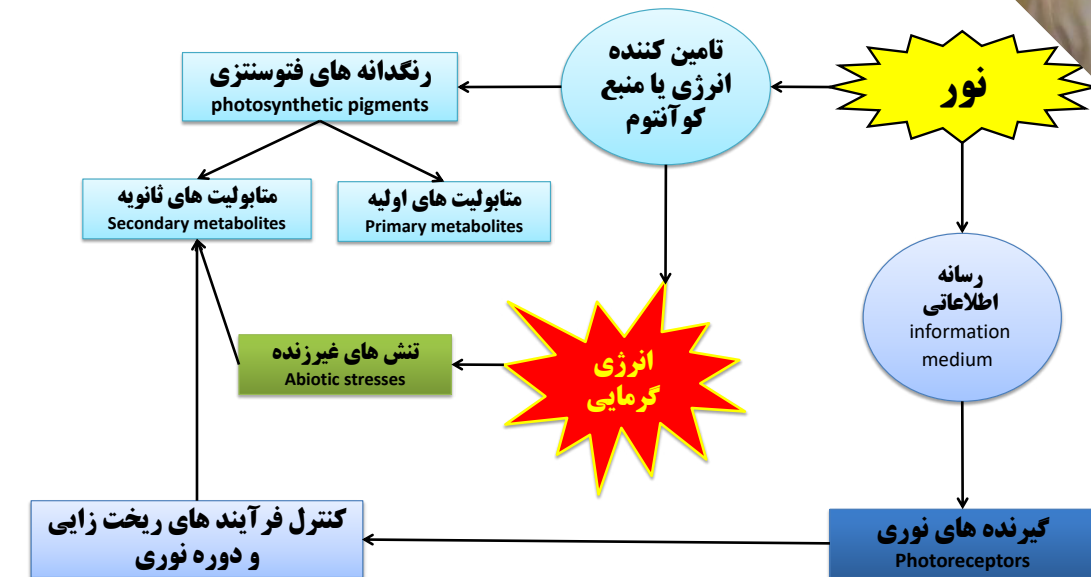 نور
تامین کننده
انرژی یا منبع
کوآنتوم
رنگدانه های فتوسنتزی
photosynthetic pigments
متابولیت های اولیه
Primary metabolites
متابولیت های ثانویه
Secondary metabolites
رسانه
اطلاعاتی
information
medium
انرژی
گرمایی
تنش های غیرزنده
Abiotic stresses
گیرنده های نوری
Photoreceptors
کنترل فرآیند های ریخت زایی
و دوره نوری